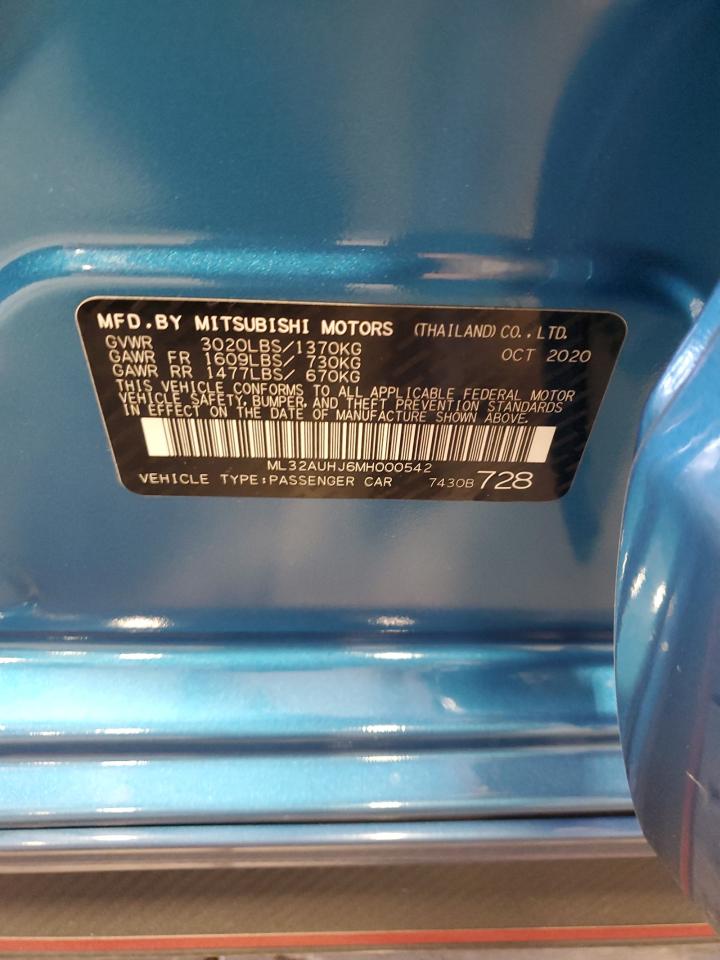 MFD.BY MITSUBISHI MOTORS (THAILAND) CO., LTD.
GVWR 3020LBS/1370KG OCT 2020
GAWR FR 1609LBS/ 730KG
GAWR RR 1477LBS/ 670KG
THIS VEHICLE CONFORMS TO ALL APPLICABLE FEDERAL MOTOR
VEHICLE SAFETY, BUMPER, AND THEFT PREVENTION STANDARDS
IN EFFECT ON THE DATE OF MANUFACTURE SHOWN ABOVE.
ML32AUHJ6MH000542
VEHICLE TYPE:PASSENGER CAR 7430B 728